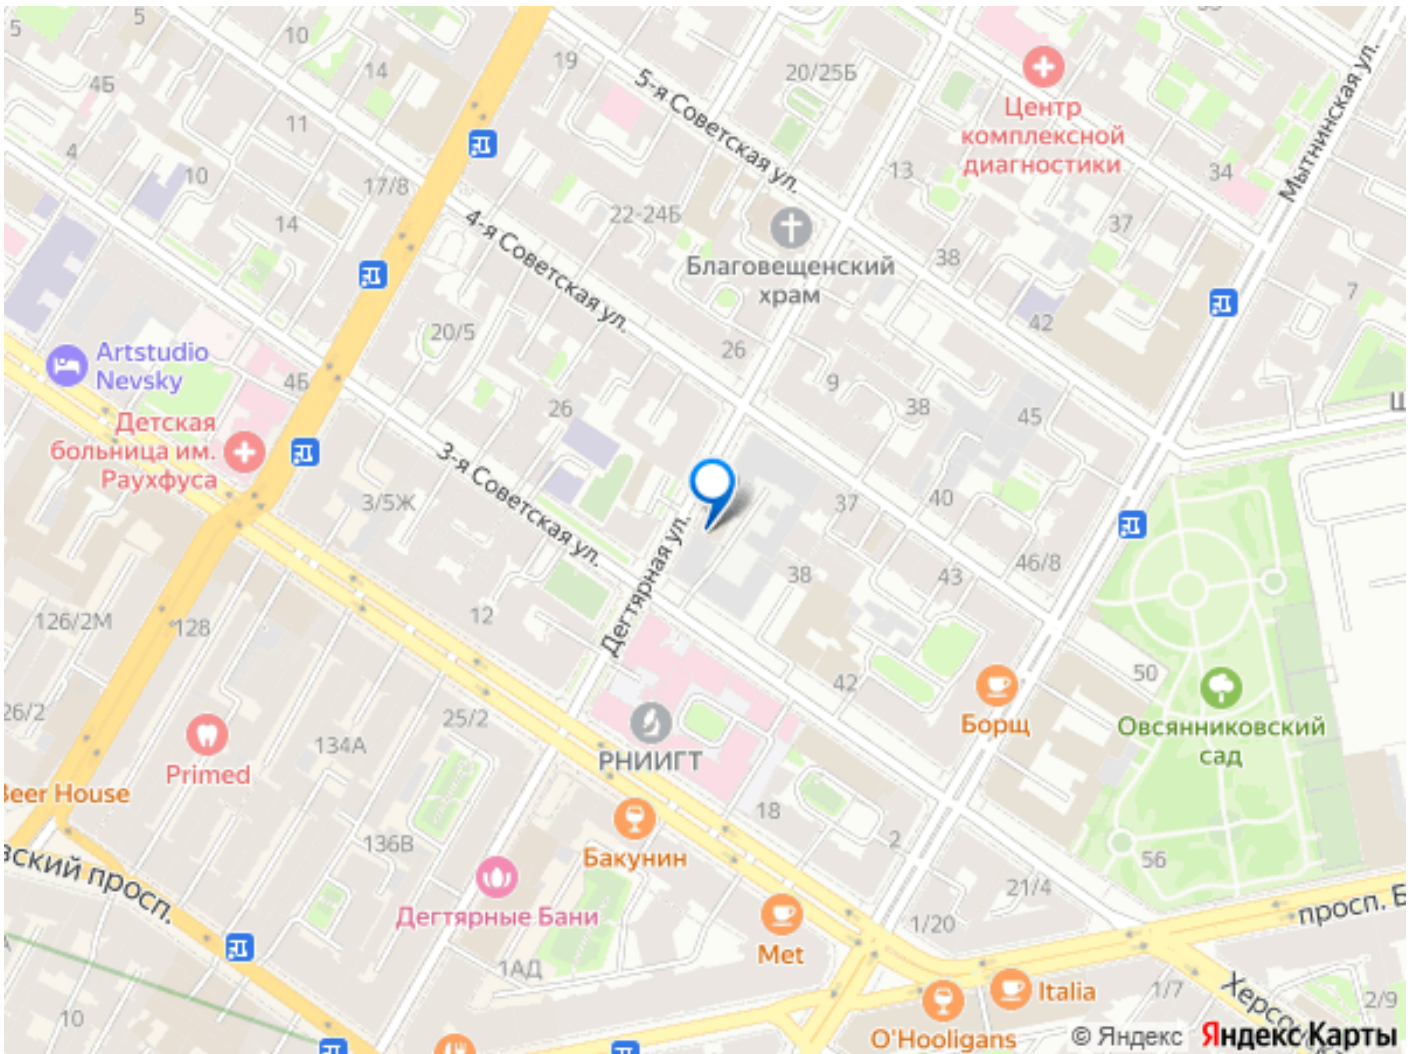 5
5
10
19
14
4Б
11
4
10
17/8
14
5-я Советская ул.
20/25Б
Центр
комплексной
диагностики
Мытнинская ул.
13
34
22-24Б
4-я Советская ул.
Благовещенский
храм
38
37
7
42
20/5
26
Artstudio
Nevsky
4Б
Детская
больница им.
Раухфуса
26
9
38
45
3-я Советская ул.
3/5Ж
Дегтярная ул.
37
40
38
43
46/8
126/2М
128
12
42
50
26/2
25/2
134А
Primed
РНИИГТ
Борщ
Овсянниковский
сад
Beer House
136В
18
2
Бакунин
56
21/4
вский просп.
Дегтярные Бани
1/20
просп. Б
Met
1АД
10
Italia
O'Hooligans
1/7
Херсо
2/9
© Яндекс Яндекс Карты